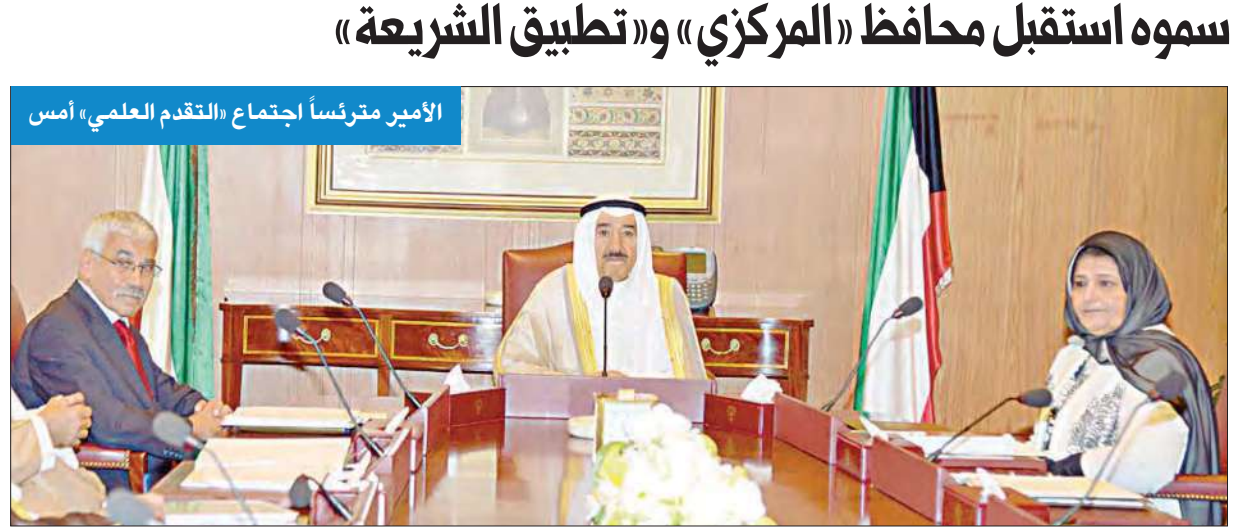 سموه استقبل محافظ «المركزي» و«تطبيق الشريعة»
الأمير مترئساً اجتماع «التقدم العلمي» أمس